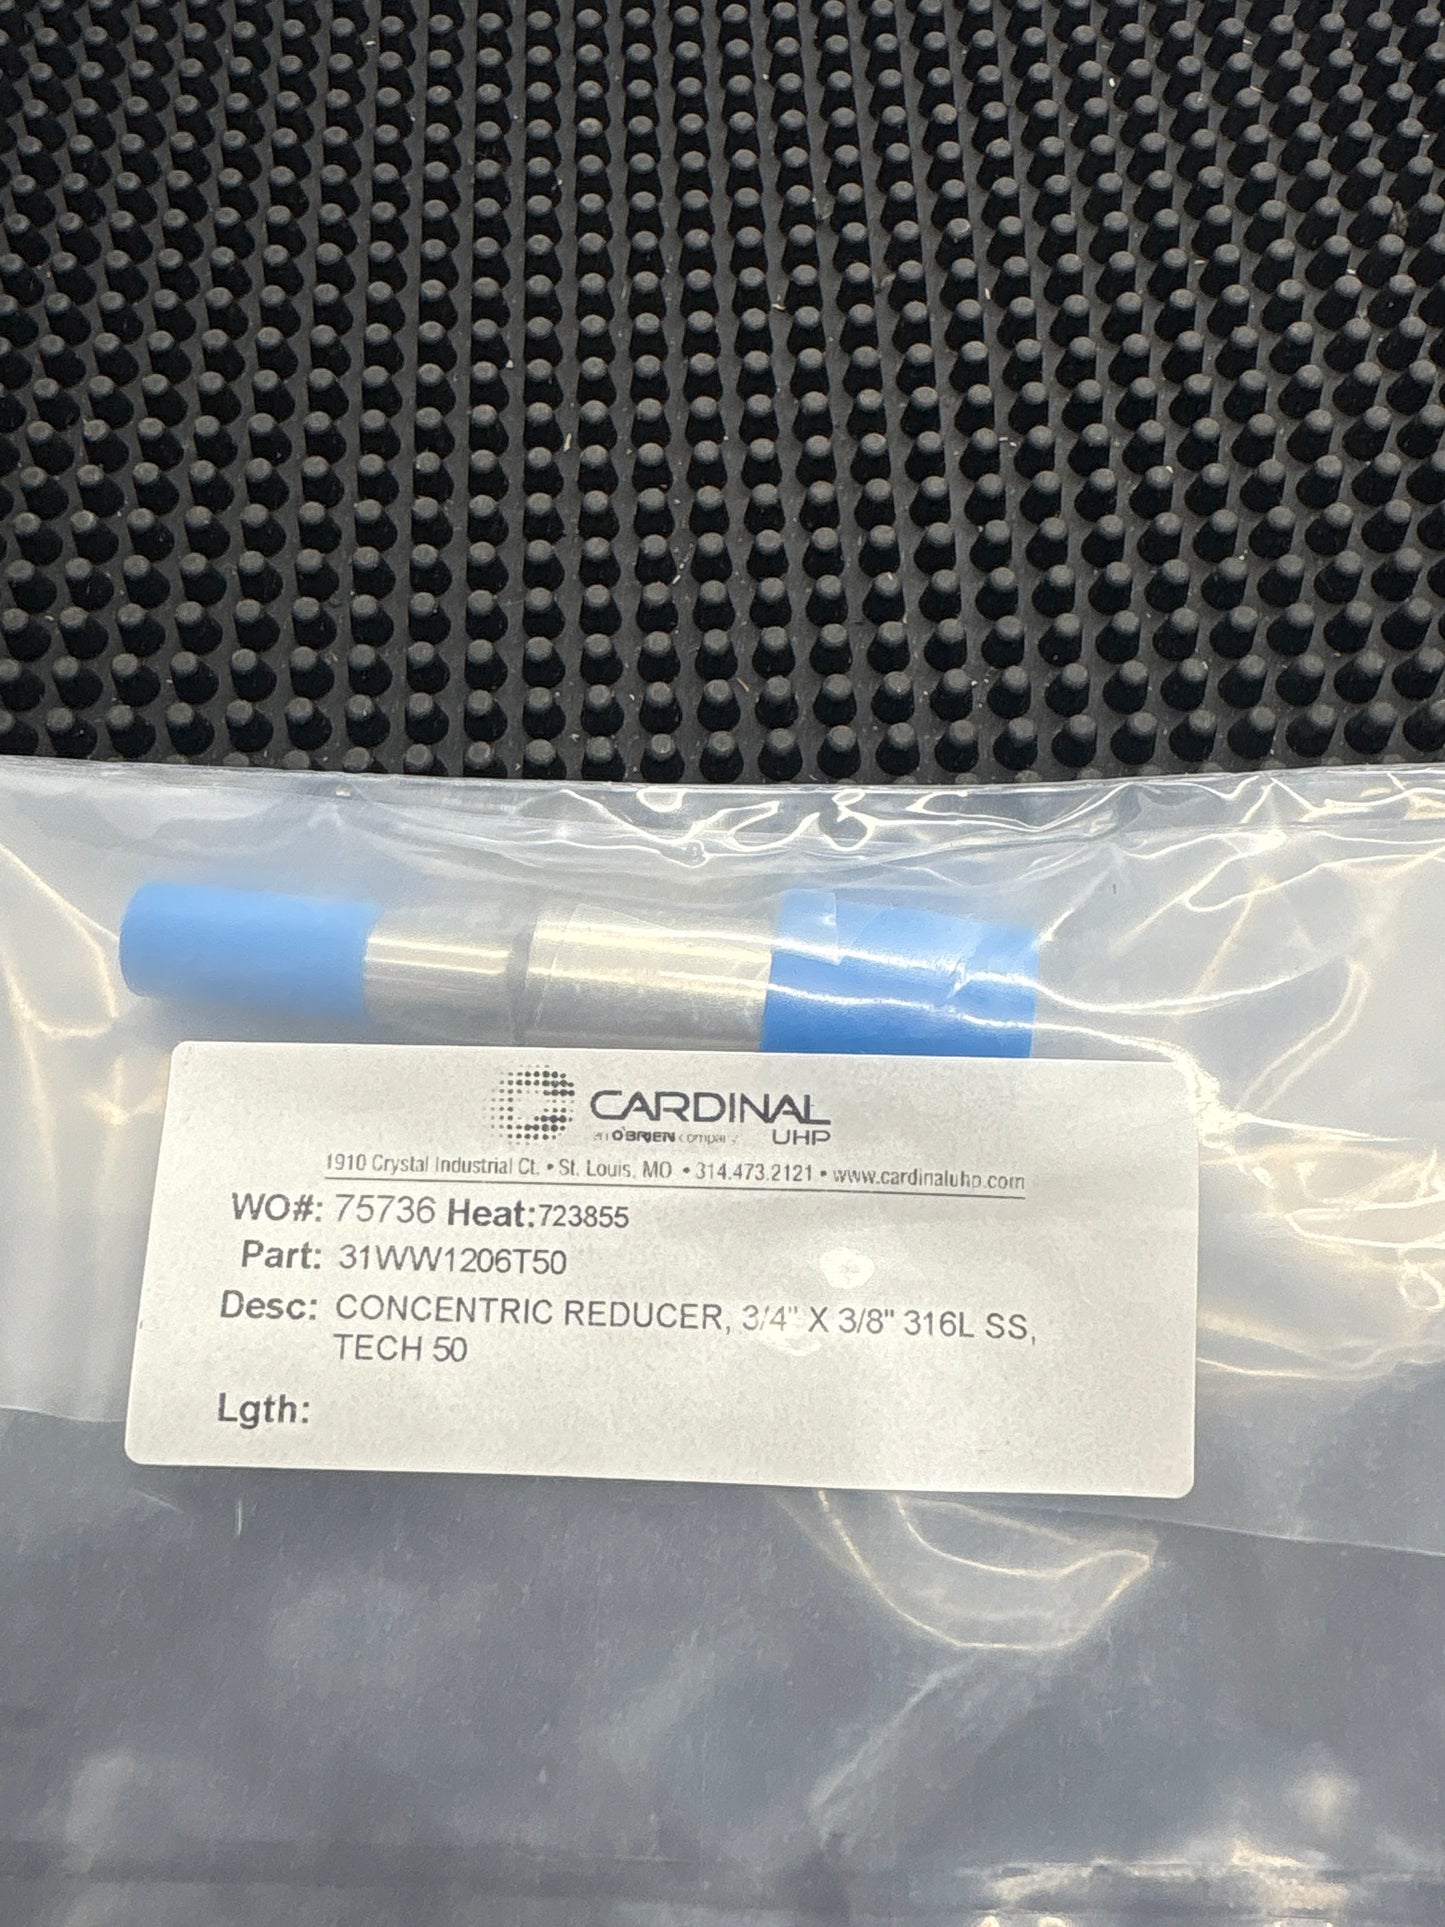 CARDINAL
an O'BRIEN company UHP
1910 Crystal Industrial Ct. • St. Louis, MO • 314.473.2121 • www.cardinaluhp.com
WO#: 75736 Heat:723855
Part: 31WW1206T50
Desc: CONCENTRIC REDUCER, 3/4" X 3/8" 316L SS,
TECH 50
Lgth: